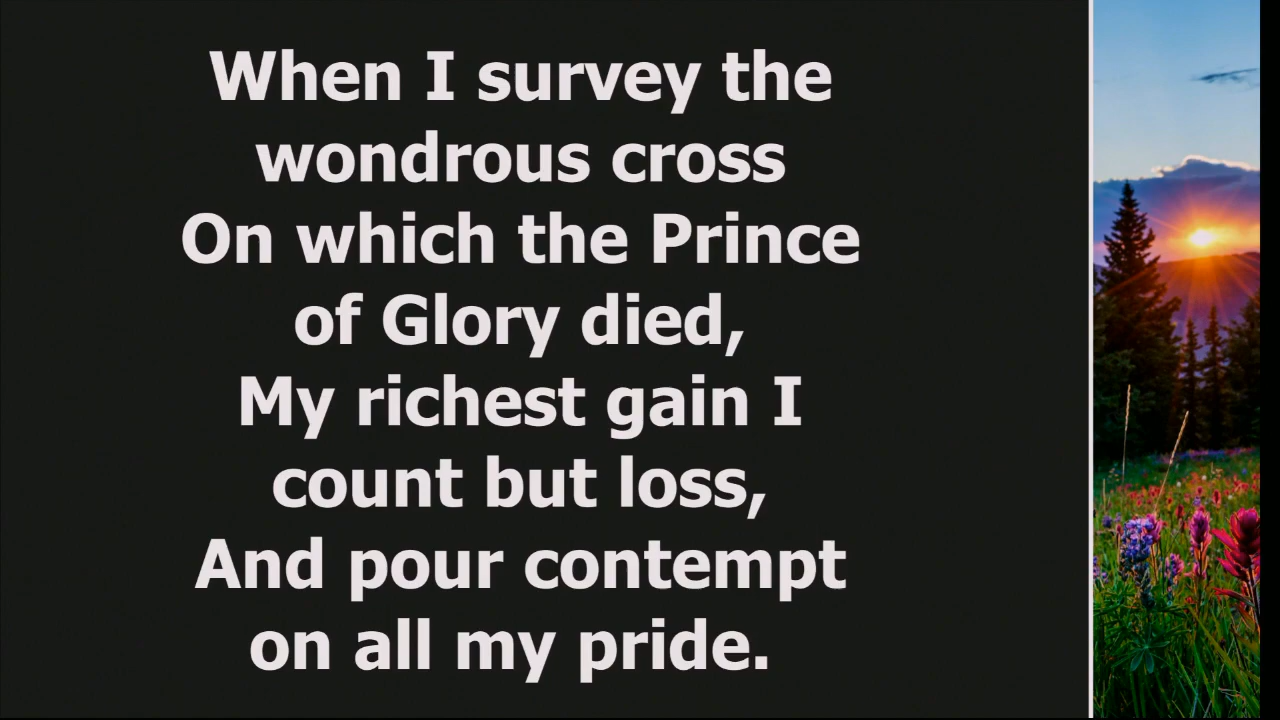 When I survey the
wondrous cross
On which the Prince
of Glory died,
My richest gain I
count but loss,
And pour contempt
on all my pride.